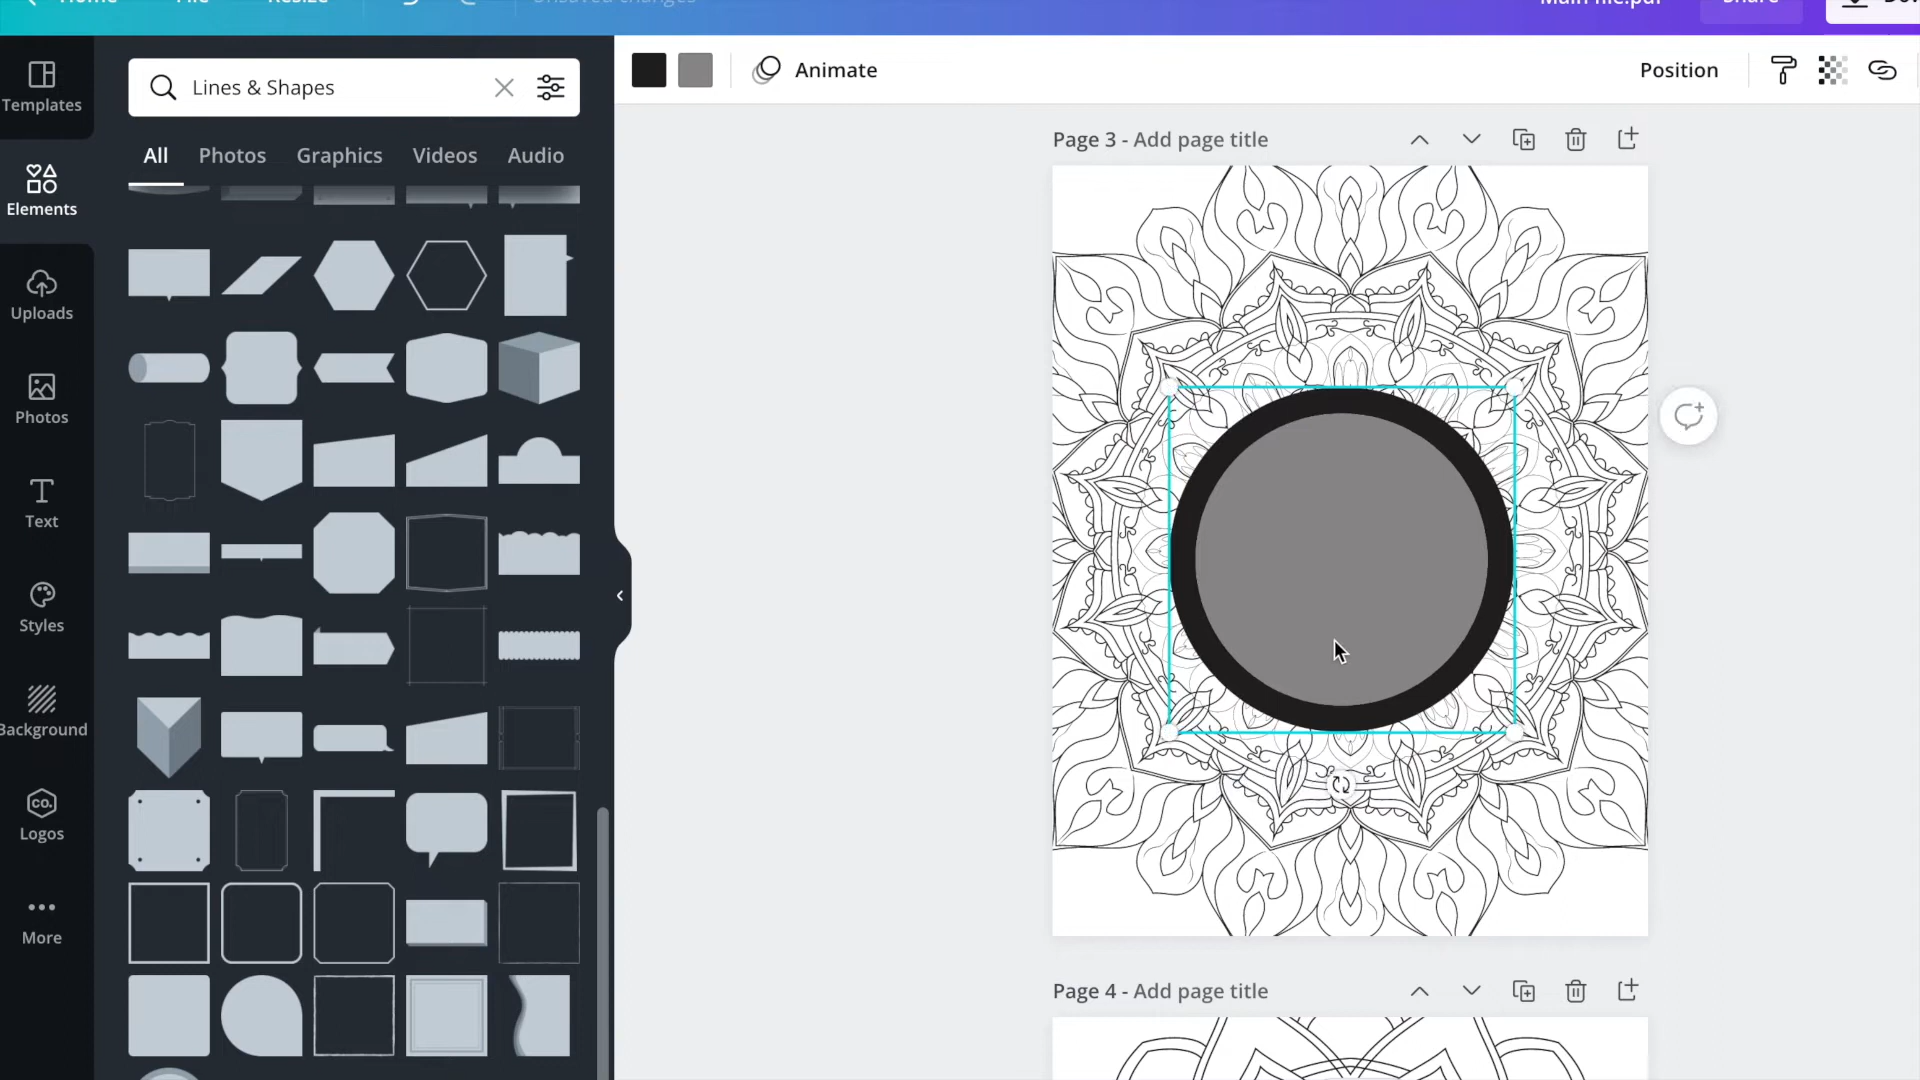 Home File Resize Unsaved changes Main file.pdf Share
Templates
Elements
Uploads
Photos
Text
Styles
Background
CO.
Logos
More
Lines & Shapes
All Photos Graphics Videos Audio
Animate
Position
Page 3 - Add page title
Page 4 - Add page title